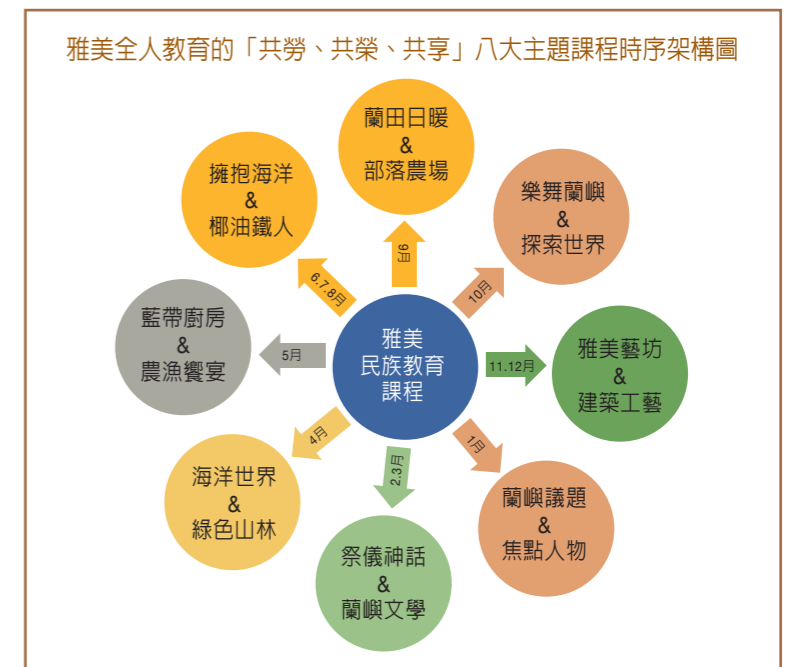 雅美全人教育的「共勞、共榮、共享」八大主題課程時序架構圖
蘭田日暖
&
部落農場
9月
樂舞蘭嶼
&
探索世界
10月
雅美藝坊
&
建築工藝
11.12月
蘭嶼議題
&
焦點人物
1月
祭儀神話
&
蘭嶼文學
2.3月
海洋世界
&
綠色山林
4月
藍帶廚房
&
農漁饗宴
5月
擁抱海洋
&
椰油鐵人
6.7.8月
雅美
民族教育
課程